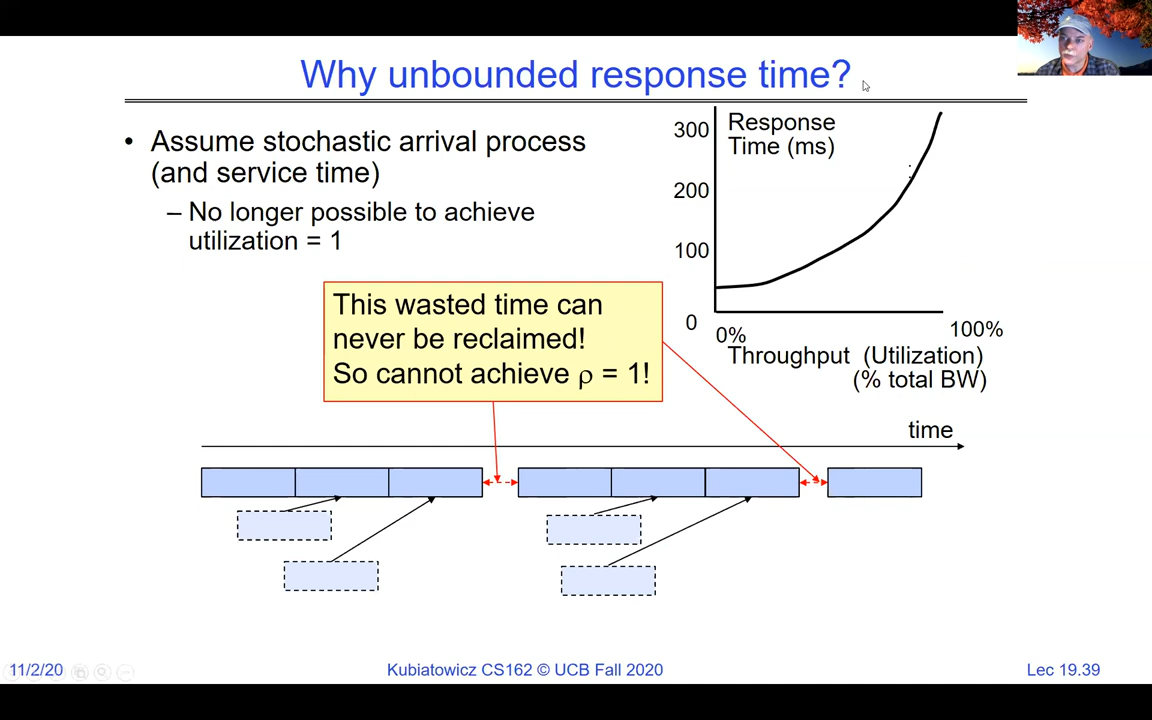 Why unbounded response time?
• Assume stochastic arrival process
(and service time)
– No longer possible to achieve
utilization = 1
300
200
100
0
Response
Time (ms)
0%
100%
Throughput (Utilization)
(% total BW)
This wasted time can
never be reclaimed!
So cannot achieve ρ = 1!
time
11/2/20
Kubiatowicz CS162 © UCB Fall 2020
Lec 19.39